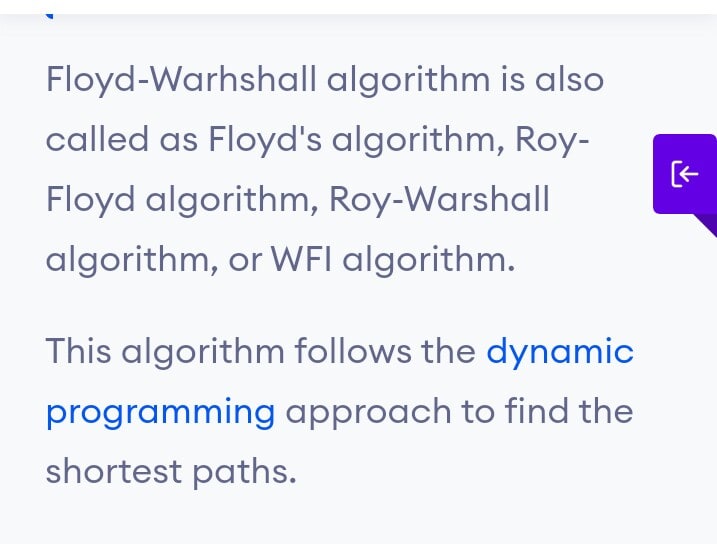 Floyd-Warhshall algorithm is also
called as Floyd's algorithm, Roy-
Floyd algorithm, Roy-Warshall
algorithm, or WFI algorithm.
This algorithm follows the dynamic
programming approach to find the
shortest paths.